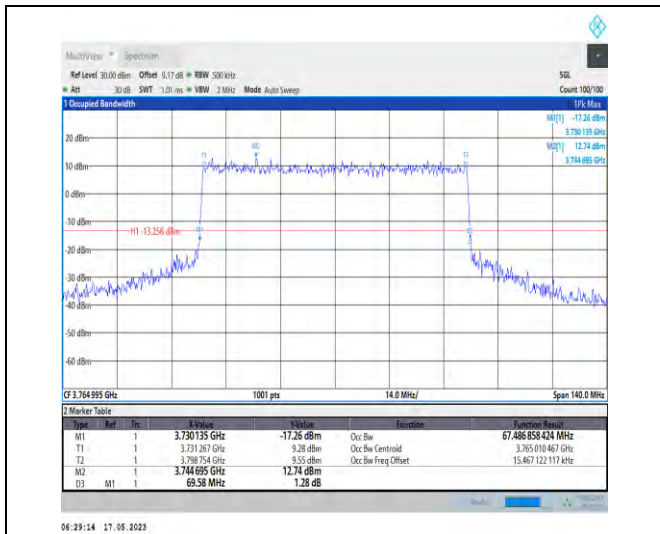 MultiView Spectrum
Ref Level 30.00 dBm Offset 9.17 dB RBW 500 kHz SGL
Att 30 dB SWT 1.01 ms VBW 2 MHz Mode Auto Sweep Count 100/100
1 Occupied Bandwidth 1Pk Max
M1[1] -17.26 dBm
3.730 135 GHz
M2[1] 12.74 dBm
3.744 695 GHz
20 dBm
10 dBm
0 dBm
-10 dBm
H1 -13.256 dBm
-20 dBm
-30 dBm
-40 dBm
-50 dBm
-60 dBm
T1
M2
T2
M1
CF 3.764 995 GHz 1001 pts 14.0 MHz/ Span 140.0 MHz
2 Marker Table
Type Ref Trc X-Value Y-Value Function Function Result
M1 1 3.730135 GHz -17.26 dBm Occ Bw 67.486 858 424 MHz
T1 1 3.731 267 GHz 9.28 dBm Occ Bw Centroid 3.765 010 467 GHz
T2 1 3.798 754 GHz 9.55 dBm Occ Bw Freq Offset 15.467 122 117 kHz
M2 1 3.744 695 GHz 12.74 dBm
D3 M1 1 69.58 MHz 1.28 dB
06:29:14 17.05.2023